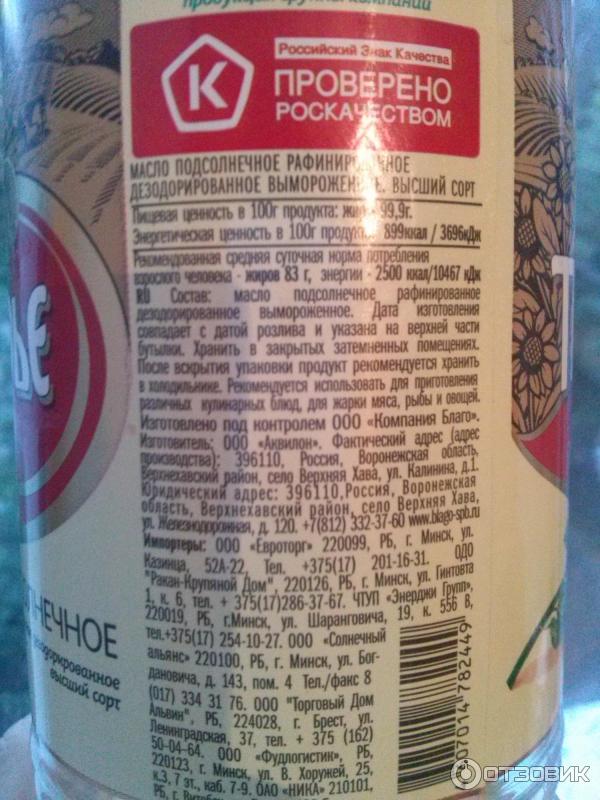 продукция группы компаний
Российский Знак Качества
К
ПРОВЕРЕНО
РОСКАЧЕСТВОМ
МАСЛО ПОДСОЛНЕЧНОЕ РАФИНИРОВАННОЕ
ДЕЗОДОРИРОВАННОЕ ВЫМОРОЖЕННОЕ. ВЫСШИЙ СОРТ
Пищевая ценность в 100г продукта: жир - 99,9г.
Энергетическая ценность в 100г продукта: 899ккал / 3696кДж
Рекомендованная средняя суточная норма потребления
взрослого человека - жиров 83 г, энергии - 2500 ккал/10467 кДж
RU Состав: масло подсолнечное рафинированное
дезодорированное вымороженное. Дата изготовления
совпадает с датой розлива и указана на верхней части
бутылки. Хранить в закрытых затемненных помещениях.
После вскрытия упаковки продукт рекомендуется хранить
в холодильнике. Рекомендуется использовать для приготовления
различных кулинарных блюд, для жарки мяса, рыбы и овощей.
Изготовлено под контролем ООО «Компания Благо».
Изготовитель: ООО «Аквилон». Фактический адрес (адрес
производства): 396110, Россия, Воронежская область,
Верхнехавский район, село Верхняя Хава, ул. Калинина, д.1.
Юридический адрес: 396110,Россия, Воронежская
область, Верхнехавский район, село Верхняя Хава,
ул. Железнодорожная, д. 120. +7(812) 332-37-60 www.blago-spb.ru
Импортеры: ООО «Евроторг» 220099, РБ, г. Минск, ул.
Казинца, 52А-22, Тел. +375(17) 201-16-31. ОДО
"Ракан-Крупяной Дом", 220126, РБ, г. Минск, ул. Гинтовта
1, к. 6, тел. + 375(17)286-37-67. ЧТУП «Энерджи Групп»,
220019, РБ, г.Минск, ул. Шаранговича, 19, к. 556 В,
тел.+375(17) 254-10-27. ООО «Солнечный
альянс» 220100, РБ, г. Минск, ул. Бог-
дановича, д. 143, пом. 4 Тел./факс 8
(017) 334 31 76. ООО "Торговый Дом
Альвин", РБ, 224028, г. Брест, ул.
Ленинградская, 37, тел. + 375 (162)
50-04-64. ООО «Фудлогистик», РБ,
220123, г. Минск, ул. В. Хоружей, 25,
к.3, 7 эт., каб. 7-9. ОАО «НИКА» 210101,
ЬЕ
ЛНЕЧНОЕ
дезодорированное
высший сорт
Т
607014 782449
ОТЗОВИК